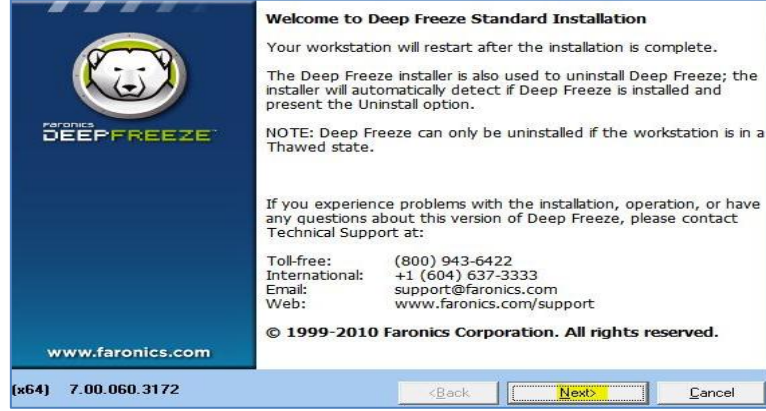 Faronics
DEEPFREEZE
www.faronics.com
Welcome to Deep Freeze Standard Installation
Your workstation will restart after the installation is complete.
The Deep Freeze installer is also used to uninstall Deep Freeze; the
installer will automatically detect if Deep Freeze is installed and
present the Uninstall option.
NOTE: Deep Freeze can only be uninstalled if the workstation is in a
Thawed state.
If you experience problems with the installation, operation, or have
any questions about this version of Deep Freeze, please contact
Technical Support at:
Toll-free: (800) 943-6422
International: +1 (604) 637-3333
Email: support@faronics.com
Web: www.faronics.com/support
© 1999-2010 Faronics Corporation. All rights reserved.
(x64) 7.00.060.3172 <Back Next> Cancel